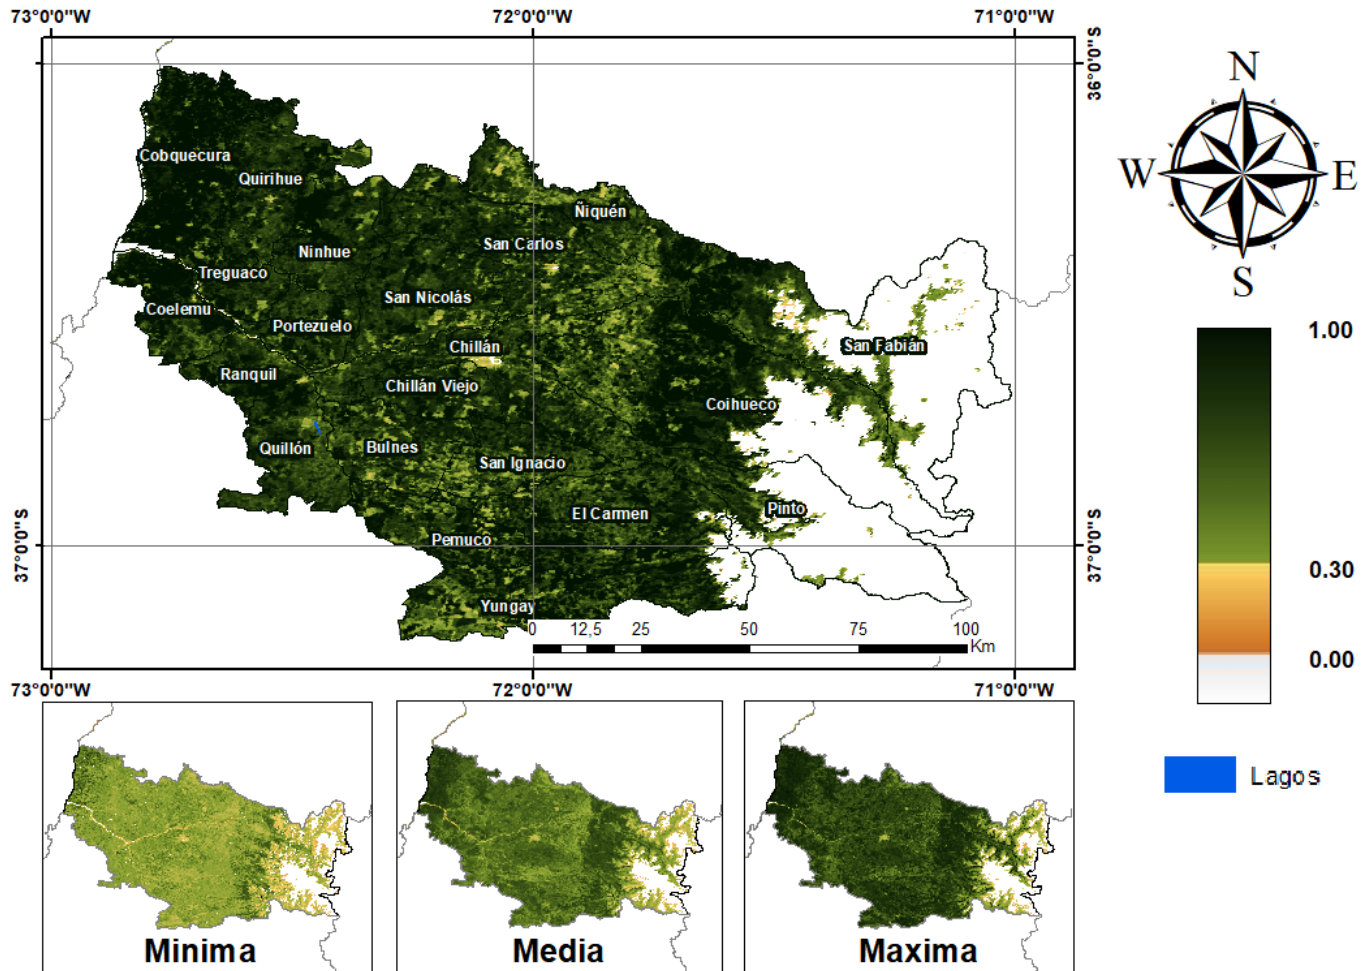 73°0'0"W 72°0'0"W 71°0'0"W
36°0'0"S
36°0'0"S
N
W E
S
Cobquecura
Quirihue
Ñiquén
San Carlos
Ninhue
Treguaco
San Nicolás
Coelemu
Portezuelo
San Fabián
Chillán
Ranquil
Chillán Viejo
Coihueco
Quillón
Bulnes
San Ignacio
Pinto
El Carmen
Pemuco
37°0'0"S
37°0'0"S
Yungay
0 12,5 25 50 75 100
Km
73°0'0"W 72°0'0"W 71°0'0"W
1.00
0.30
0.00
Lagos
Minima
Media
Maxima